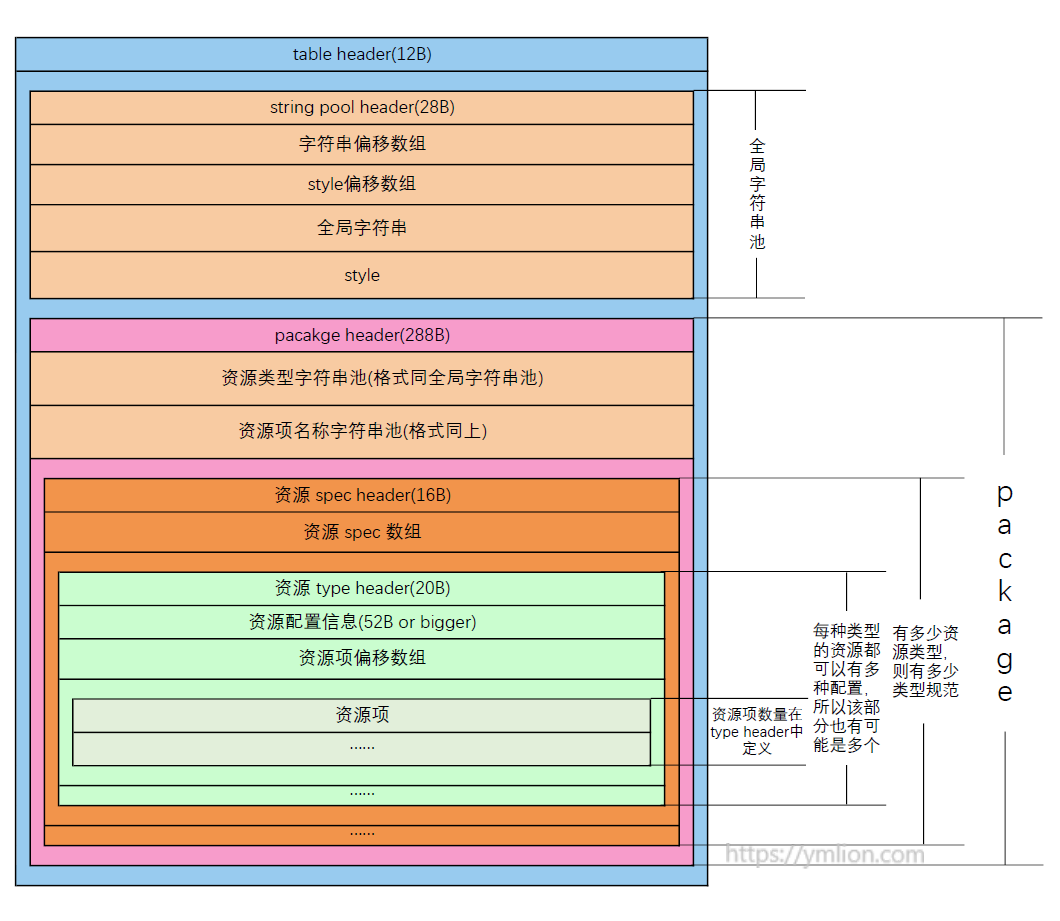 table header(12B)
string pool header(28B)
字符串偏移数组
style偏移数组
全局字符串
style
全
局
字
符
串
池
pacakge header(288B)
资源类型字符串池(格式同全局字符串池)
资源项名称字符串池(格式同上)
资源 spec header(16B)
资源 spec 数组
资源 type header(20B)
资源配置信息(52B or bigger)
资源项偏移数组
资源项
......
......
......
资源项数量在
type header中
定义
每种类型
的资源都
可以有多
种配置,
所以该部
分也有可
能是多个
有多少资
源类型,
则有多少
类型规范
p
a
c
k
a
g
e
https://ymlion.com